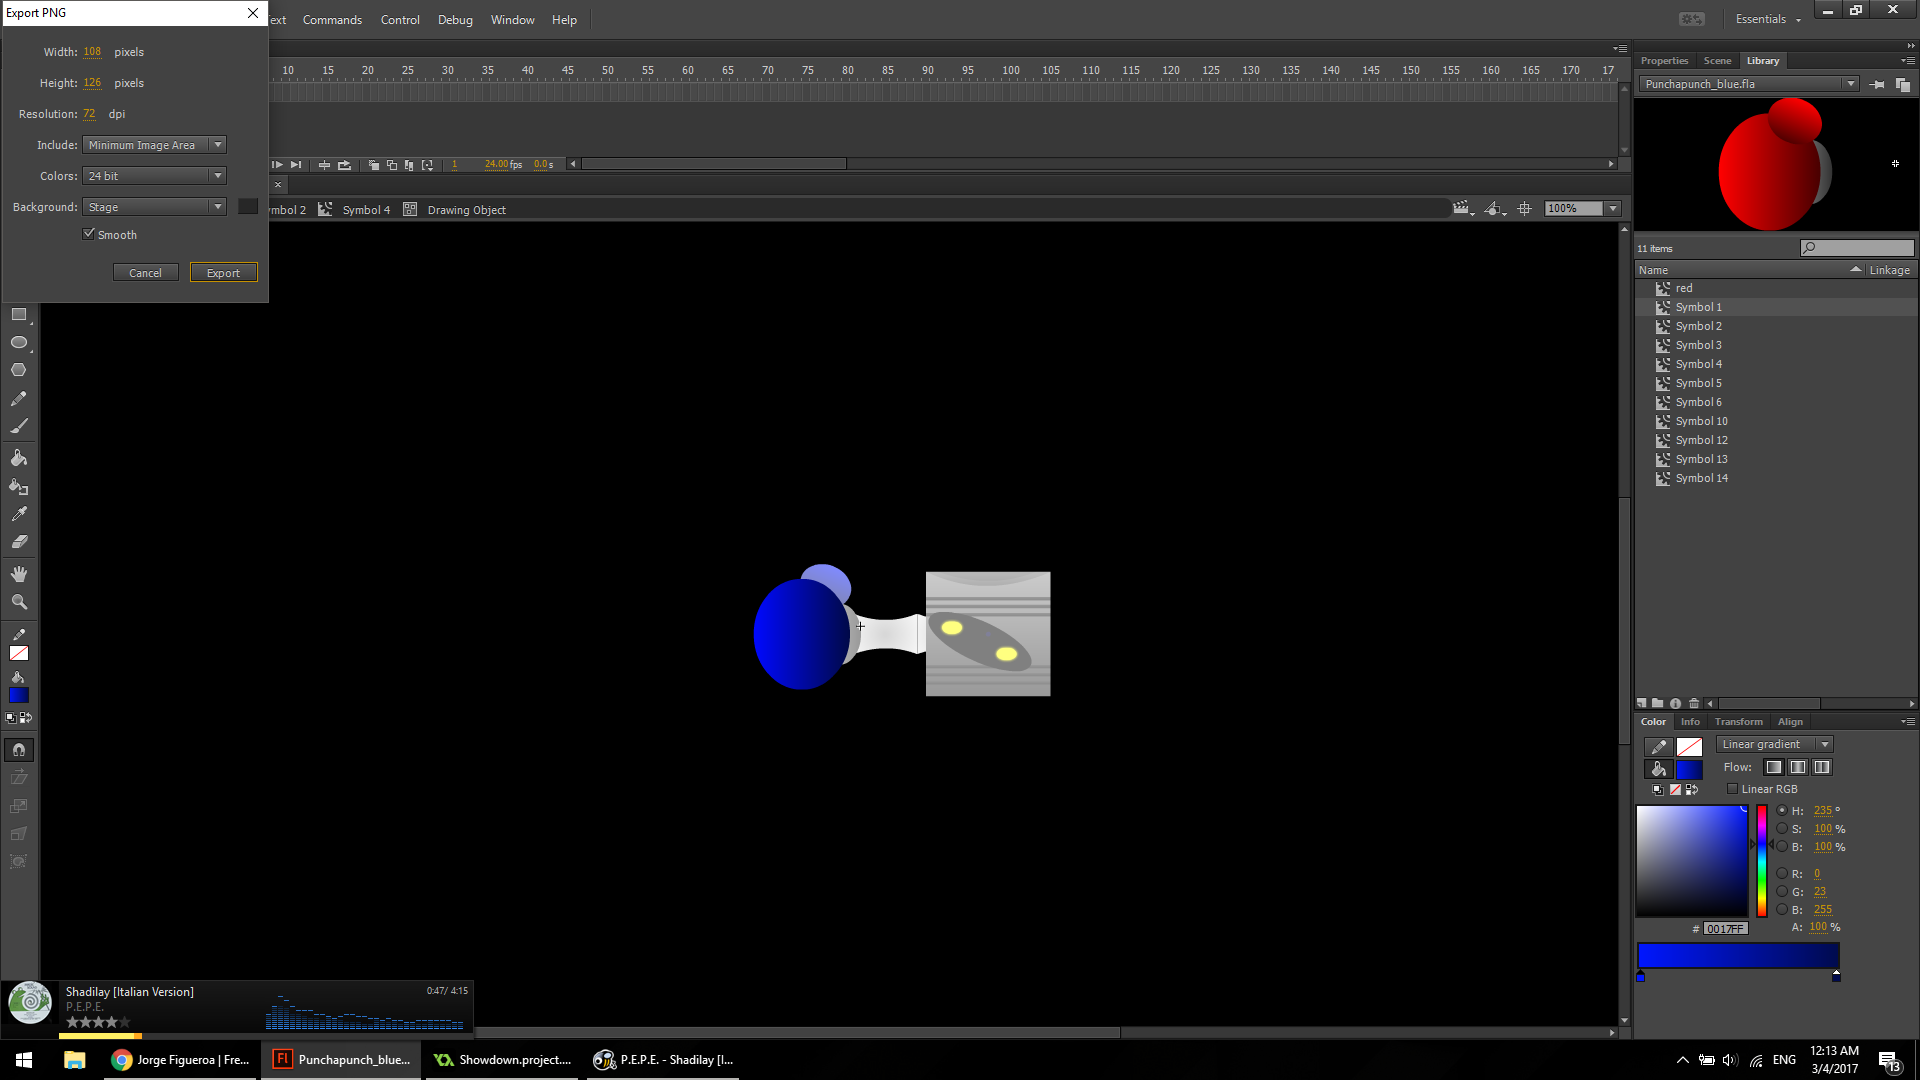 Export PNG
Text Commands Control Debug Window Help
Essentials
Width: 108 pixels
Height: 126 pixels
Resolution: 72 dpi
Include: Minimum Image Area
Colors: 24 bit
Background: Stage
Smooth
Cancel Export
10 15 20 25 30 35 40 45 50 55 60 65 70 75 80 85 90 95 100 105 110 115 120 125 130 135 140 145 150 155 160 165 170 17
1 24.00 fps 0.0 s
mbol 2 Symbol 4 Drawing Object
100%
Properties Scene Library
Punchapunch_blue.fla
11 items
Name Linkage
red
Symbol 1
Symbol 2
Symbol 3
Symbol 4
Symbol 5
Symbol 6
Symbol 10
Symbol 12
Symbol 13
Symbol 14
Color Info Transform Align
Linear gradient
Flow:
Linear RGB
H: 235 °
S: 100 %
B: 100 %
R: 0
G: 23
B: 255
# 0017FF A: 100 %
Shadilay [Italian Version] 0:47/ 4:15
P.E.P.E.
Jorge Figueroa | Fre...
Fl Punchapunch_blue...
Showdown.project....
P.E.P.E. - Shadilay [I...
ENG
12:13 AM
3/4/2017
13